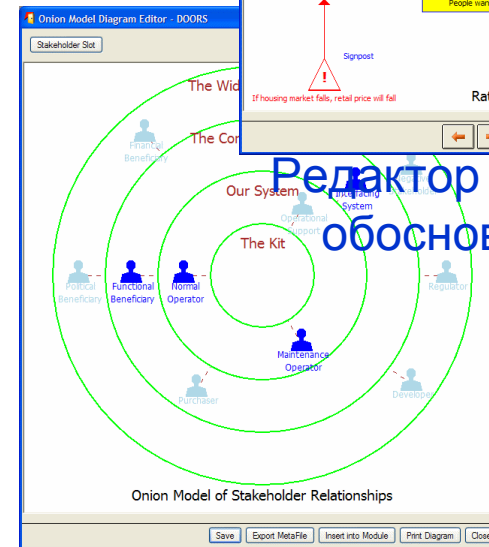 Onion Model Diagram Editor - DOORS
Stakeholder Slot
People wan
Signpost
!
If housing market falls, retail price will fall
Rat
Редактор
обоснов
The Wid
Financial
Beneficiary
The Cor
Our System
Interfacing
System
Operational
Support
The Kit
Political
Beneficiary
Functional
Beneficiary
Normal
Operator
Regulator
Maintenance
Operator
Purchaser
Developer
Onion Model of Stakeholder Relationships
Save
Export MetaFile
Insert into Module
Print Diagram
Close